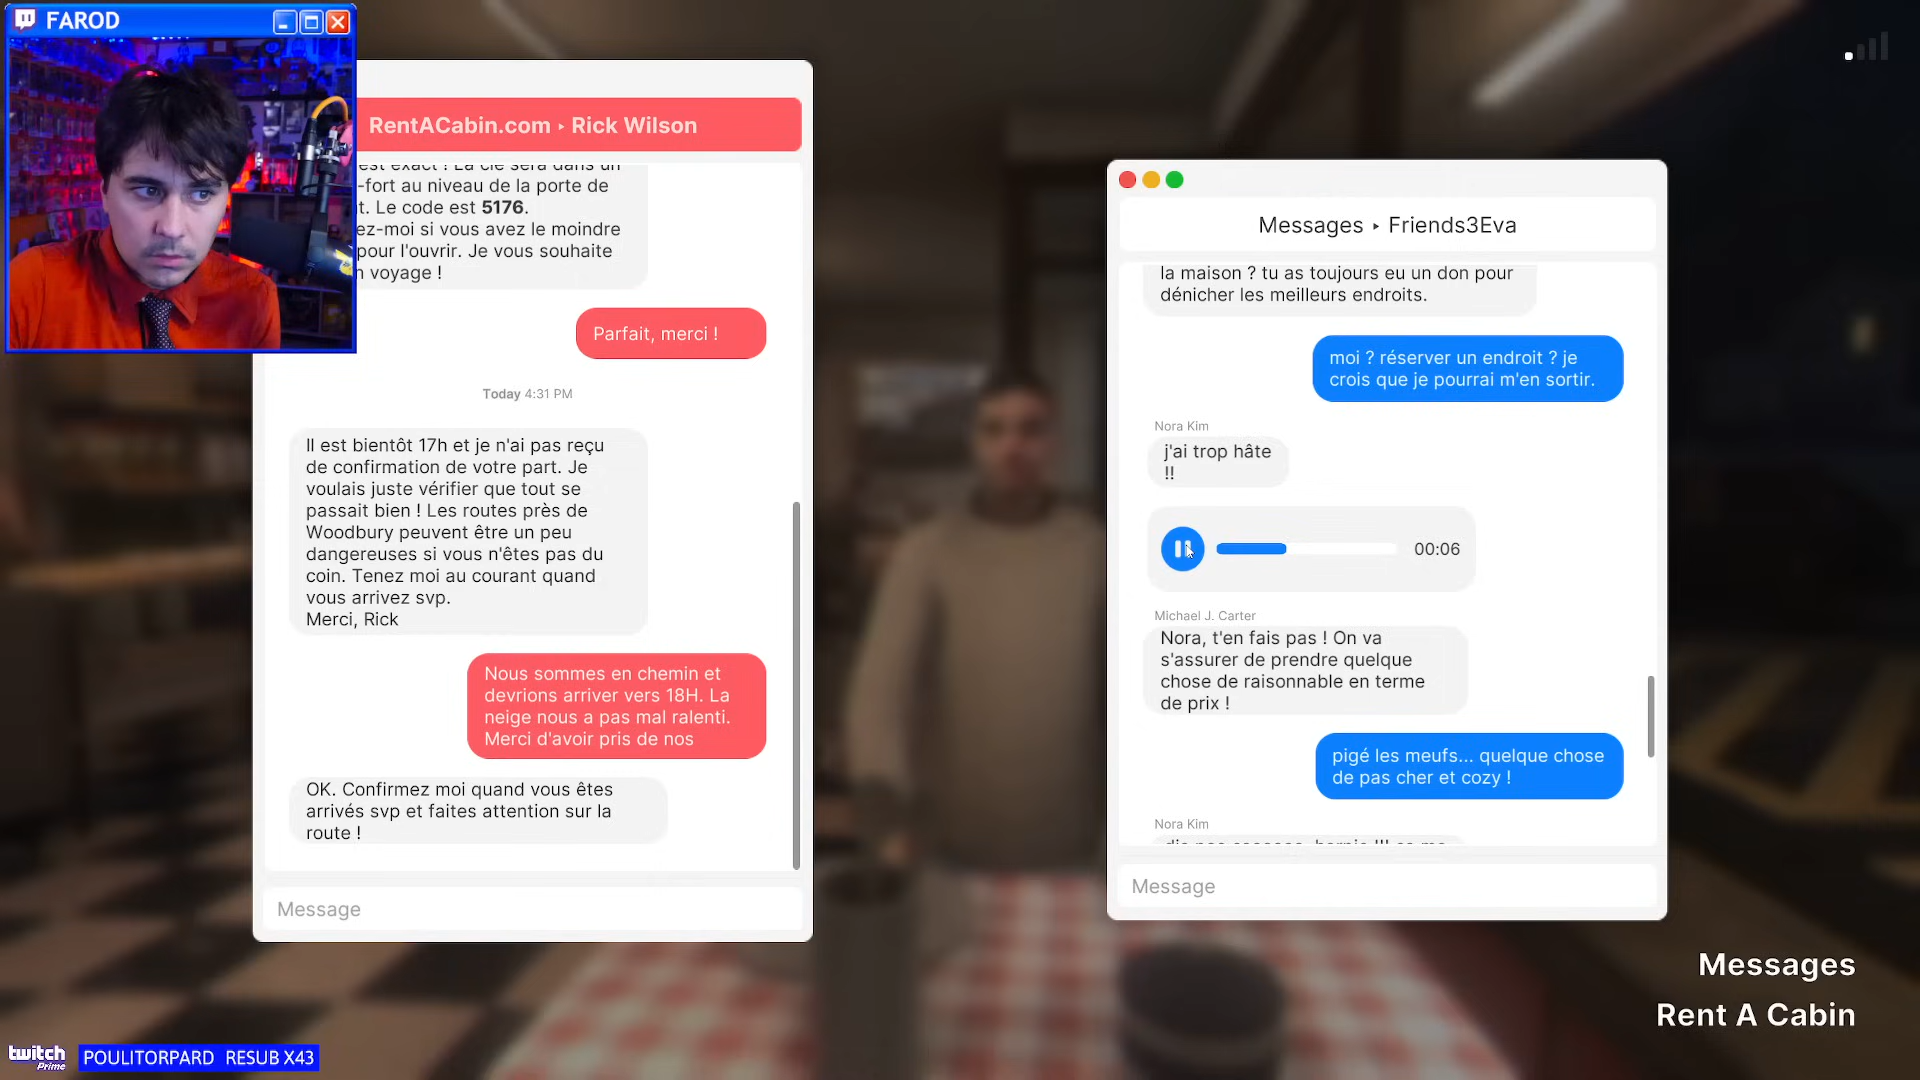 FAROD
RentACabin.com ▸ Rick Wilson
est exact ! La clé sera dans un
-fort au niveau de la porte de
t. Le code est 5176.
ez-moi si vous avez le moindre
pour l'ouvrir. Je vous souhaite
n voyage !
Parfait, merci !
Today 4:31 PM
Il est bientôt 17h et je n'ai pas reçu
de confirmation de votre part. Je
voulais juste vérifier que tout se
passait bien ! Les routes près de
Woodbury peuvent être un peu
dangereuses si vous n'êtes pas du
coin. Tenez moi au courant quand
vous arrivez svp.
Merci, Rick
Nous sommes en chemin et
devrions arriver vers 18H. La
neige nous a pas mal ralenti.
Merci d'avoir pris de nos
OK. Confirmez moi quand vous êtes
arrivés svp et faites attention sur la
route !
Message
Messages ▸ Friends3Eva
la maison ? tu as toujours eu un don pour
dénicher les meilleurs endroits.
moi ? réserver un endroit ? je
crois que je pourrai m'en sortir.
Nora Kim
j'ai trop hâte
!!
00:06
Michael J. Carter
Nora, t'en fais pas ! On va
s'assurer de prendre quelque
chose de raisonnable en terme
de prix !
pigé les meufs... quelque chose
de pas cher et cozy !
Nora Kim
Message
Messages
Rent A Cabin
twitch
Prime
POULITORPARD RESUB X43